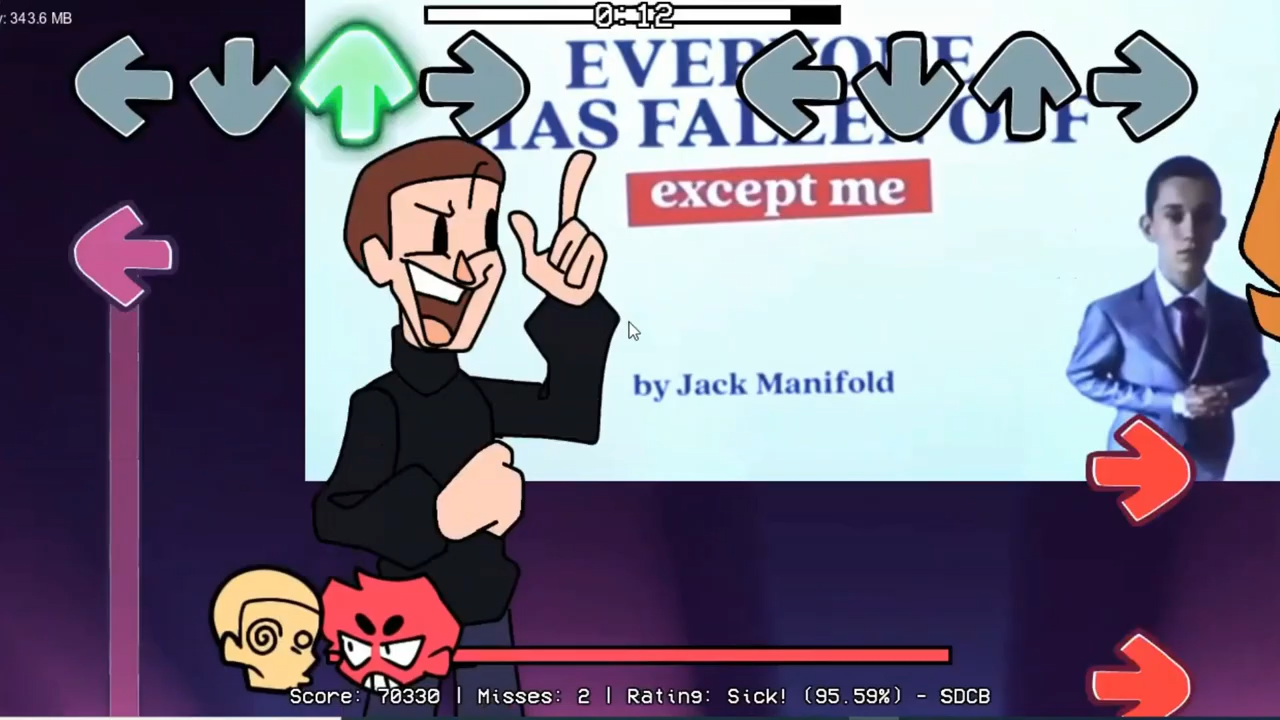 y: 343.6 MB
0:12
EVERYONE
HAS FALLEN OFF
except me
by Jack Manifold
Score: 70330 | Misses: 2 | Rating: Sick! (95.59%) - SDCB